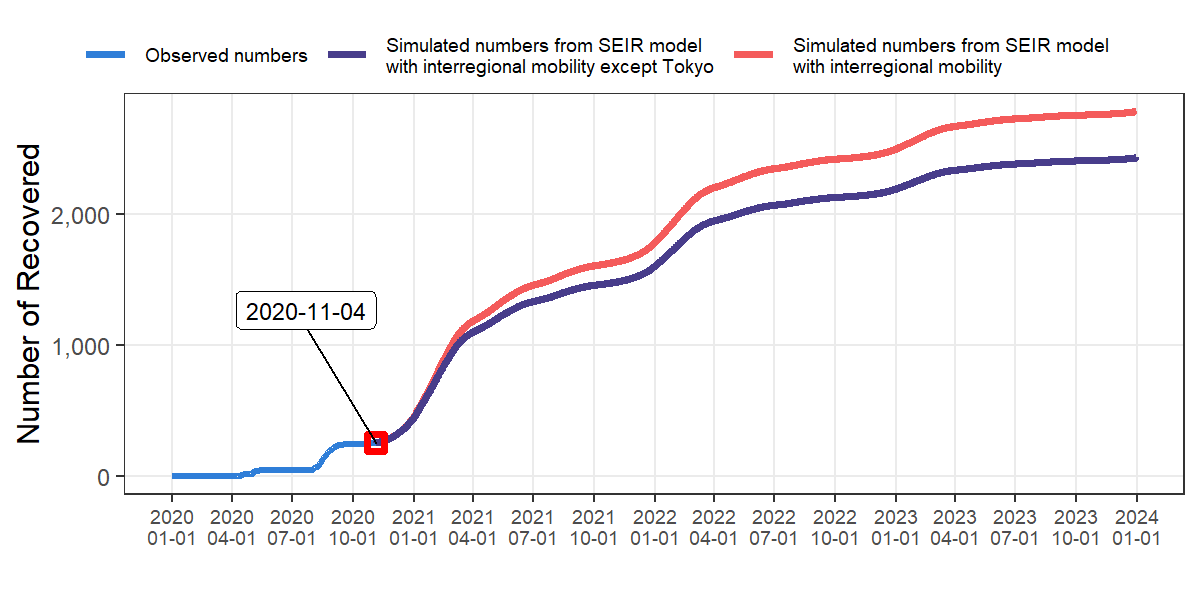 Observed numbers
Simulated numbers from SEIR model
with interregional mobility except Tokyo
Simulated numbers from SEIR model
with interregional mobility
Number of Recovered
2,000
1,000
0
2020-11-04
2020 2020 2020 2020 2021 2021 2021 2021 2022 2022 2022 2022 2023 2023 2023 2023 2024
01-01 04-01 07-01 10-01 01-01 04-01 07-01 10-01 01-01 04-01 07-01 10-01 01-01 04-01 07-01 10-01 01-01